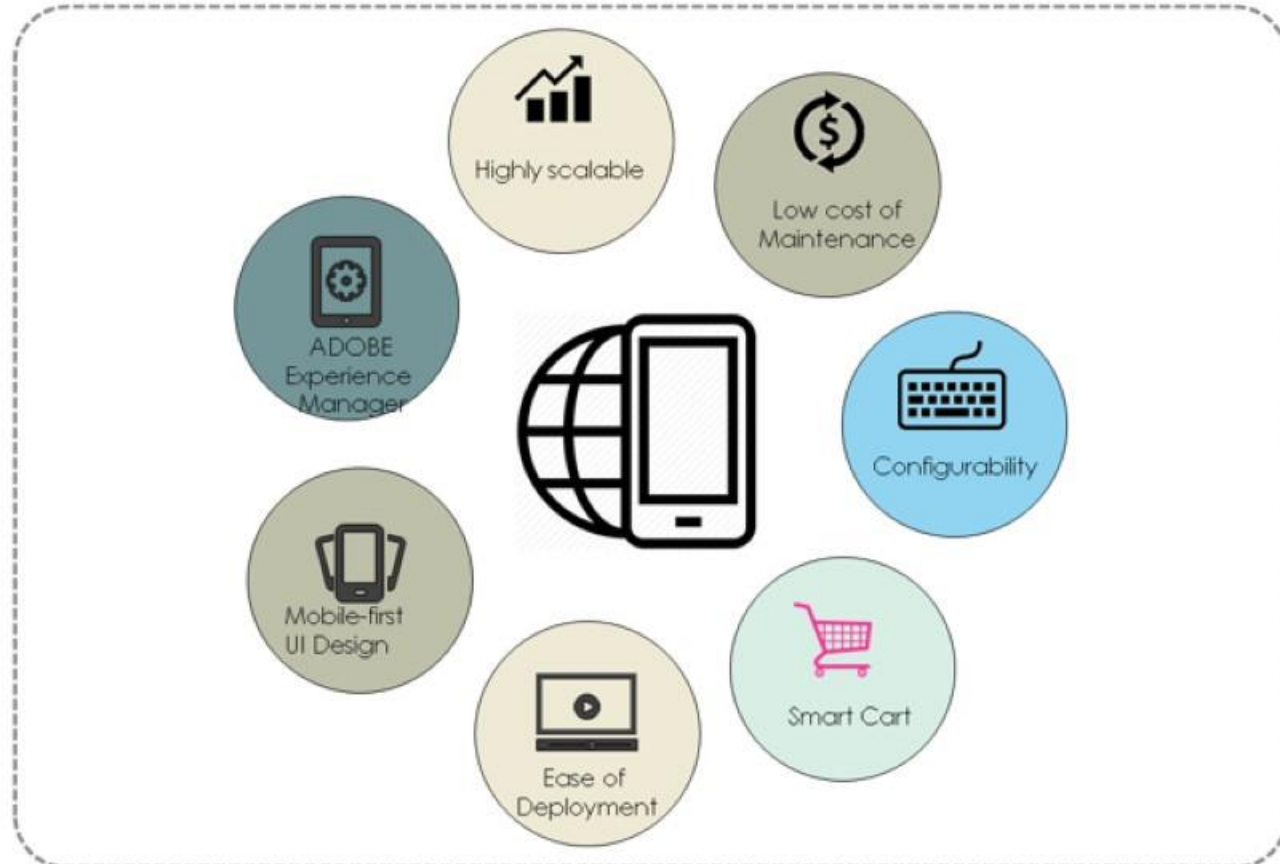 Highly scalable
Low cost of
Maintenance
ADOBE
Experience
Manager
Configurability
Mobile-first
UI Design
Smart Cart
Ease of
Deployment